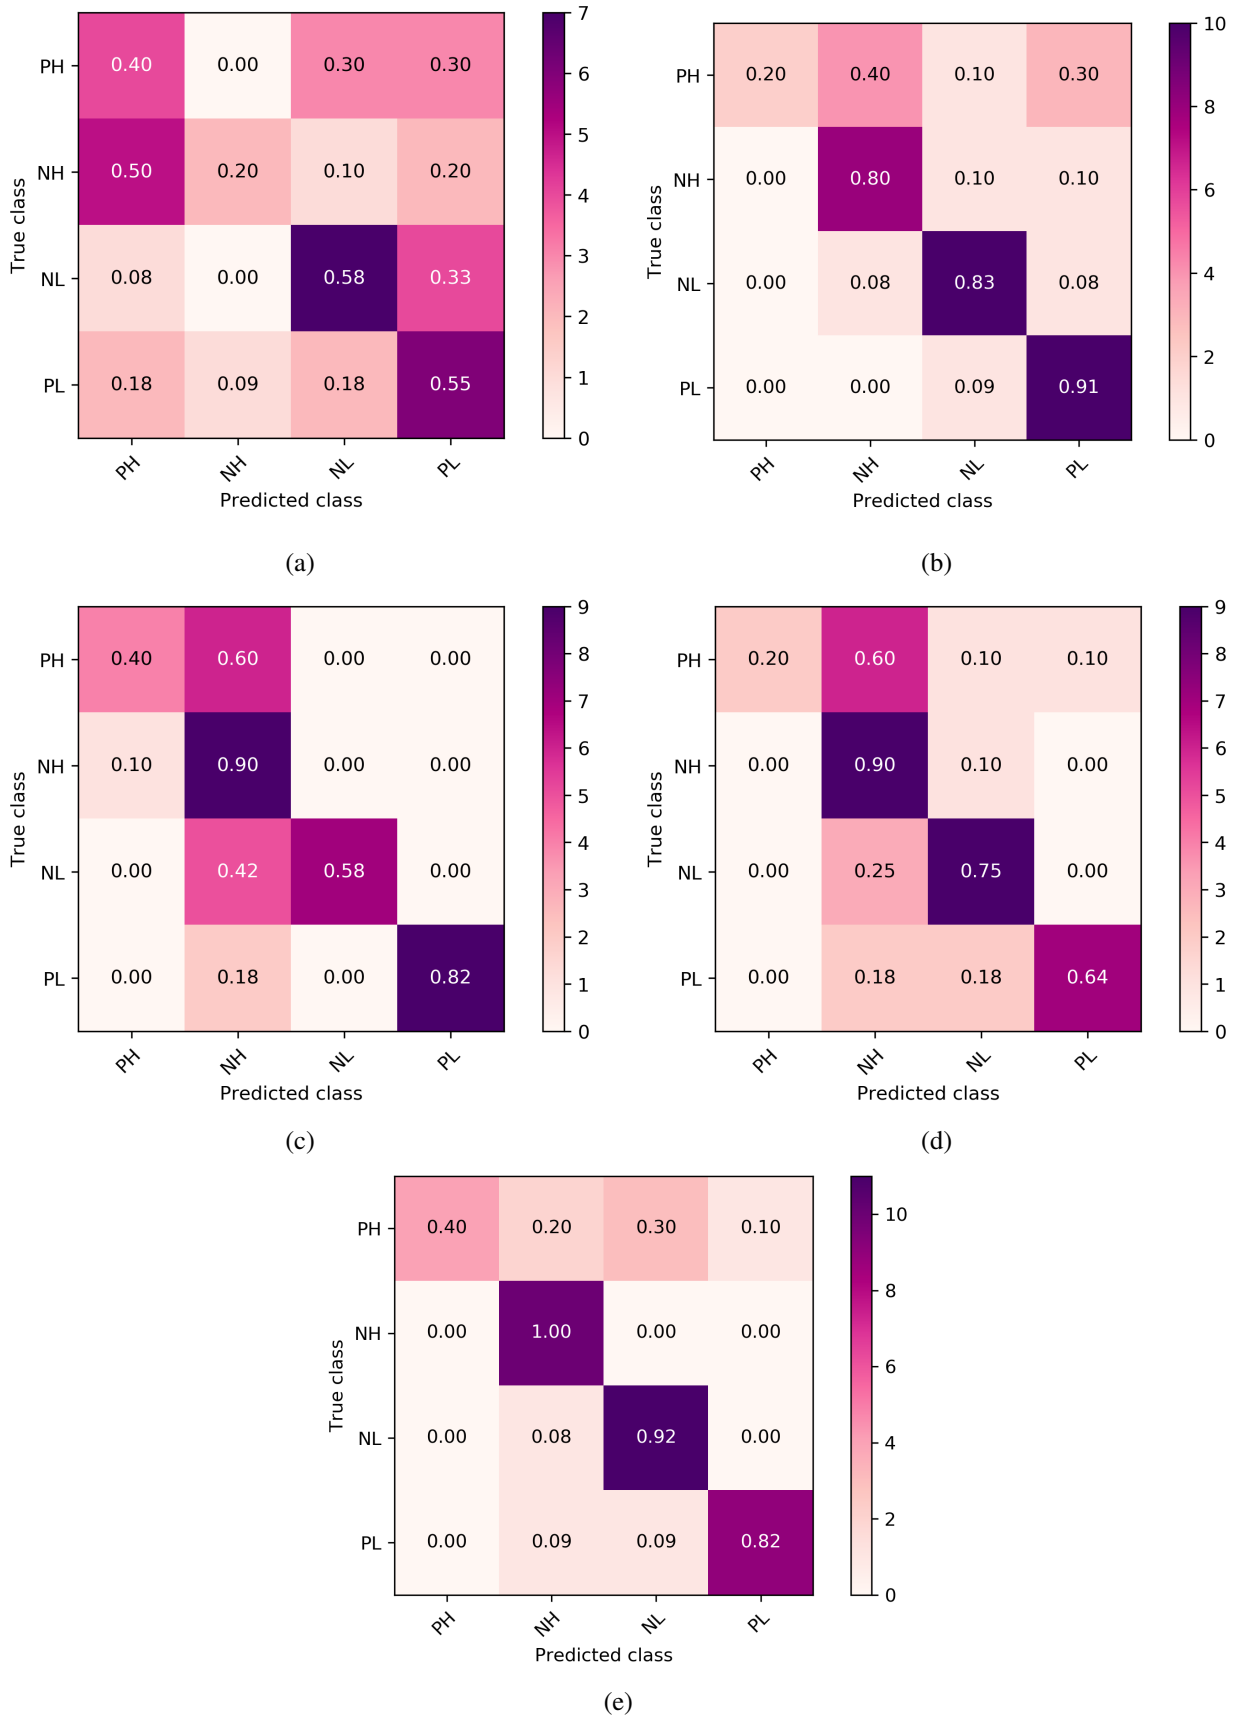 PH 0.40 0.00 0.30 0.30
NH 0.50 0.20 0.10 0.20
NL 0.08 0.00 0.58 0.33
PL 0.18 0.09 0.18 0.55
PH NH NL PL
Predicted class
True class
7
6
5
4
3
2
1
0
(a)
PH 0.20 0.40 0.10 0.30
NH 0.00 0.80 0.10 0.10
NL 0.00 0.08 0.83 0.08
PL 0.00 0.00 0.09 0.91
PH NH NL PL
Predicted class
True class
10
8
6
4
2
0
(b)
PH 0.40 0.60 0.00 0.00
NH 0.10 0.90 0.00 0.00
NL 0.00 0.42 0.58 0.00
PL 0.00 0.18 0.00 0.82
PH NH NL PL
Predicted class
True class
9
8
7
6
5
4
3
2
1
0
(c)
PH 0.20 0.60 0.10 0.10
NH 0.00 0.90 0.10 0.00
NL 0.00 0.25 0.75 0.00
PL 0.00 0.18 0.18 0.64
PH NH NL PL
Predicted class
True class
9
8
7
6
5
4
3
2
1
0
(d)
PH 0.40 0.20 0.30 0.10
NH 0.00 1.00 0.00 0.00
NL 0.00 0.08 0.92 0.00
PL 0.00 0.09 0.09 0.82
PH NH NL PL
Predicted class
True class
10
8
6
4
2
0
(e)